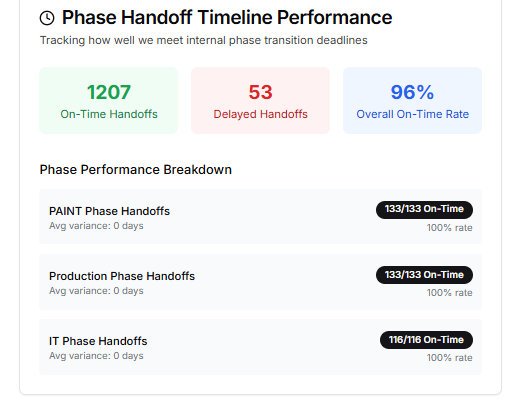 Phase Handoff Timeline Performance
Tracking how well we meet internal phase transition deadlines
1207
On-Time Handoffs
53
Delayed Handoffs
96%
Overall On-Time Rate
Phase Performance Breakdown
PAINT Phase Handoffs
Avg variance: 0 days
133/133 On-Time
100% rate
Production Phase Handoffs
Avg variance: 0 days
133/133 On-Time
100% rate
IT Phase Handoffs
Avg variance: 0 days
116/116 On-Time
100% rate